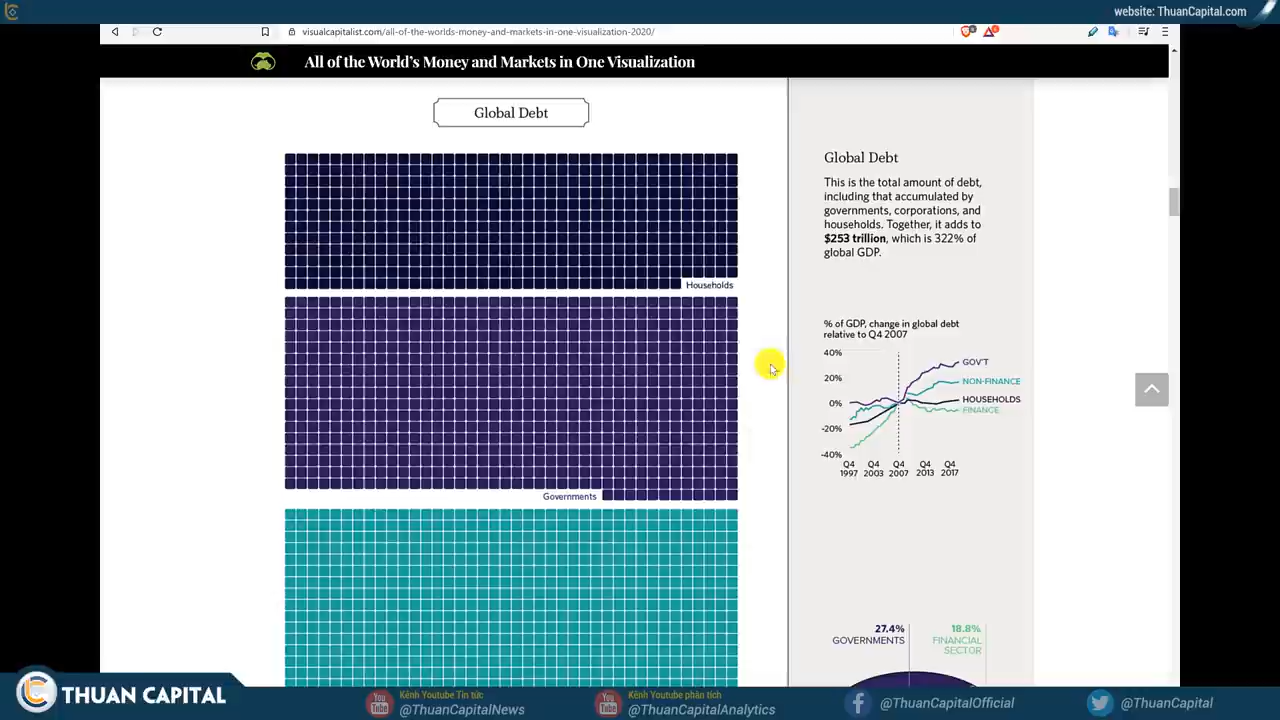 website: ThuanCapital.com
visualcapitalist.com/all-of-the-worlds-money-and-markets-in-one-visualization-2020/
All of the World's Money and Markets in One Visualization
Global Debt
Households
Governments
Global Debt
This is the total amount of debt,
including that accumulated by
governments, corporations, and
households. Together, it adds to
$253 trillion, which is 322% of
global GDP.
% of GDP, change in global debt
relative to Q4 2007
40%
20%
0%
-20%
-40%
GOV'T
NON-FINANCE
HOUSEHOLDS
FINANCE
Q4 Q4 Q4 Q4 Q4
1997 2003 2007 2013 2017
27.4%
GOVERNMENTS
18.8%
FINANCIAL
SECTOR
THUAN CAPITAL
You Tube
Kênh Youtube Tin tức
@ThuanCapitalNews
You Tube
Kênh Youtube phân tích
@ThuanCapitalAnalytics
@ThuanCapitalOfficial
@ThuanCapital